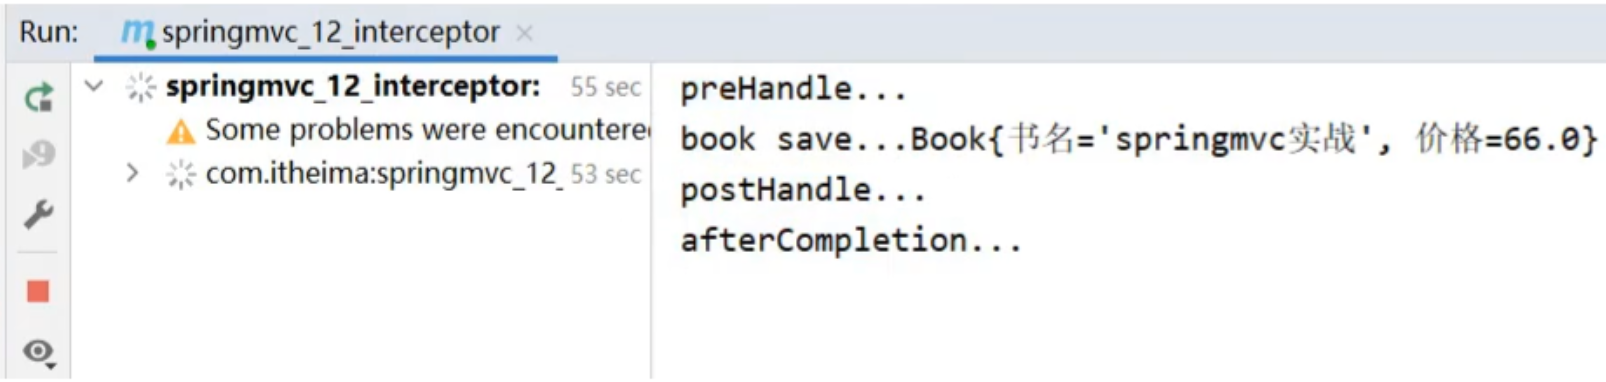 Run: springmvc_12_interceptor
springmvc_12_interceptor: 55 sec
Some problems were encountere
com.itheima:springmvc_12_ 53 sec
preHandle...
book save...Book{书名='springmvc实战', 价格=66.0}
postHandle...
afterCompletion...